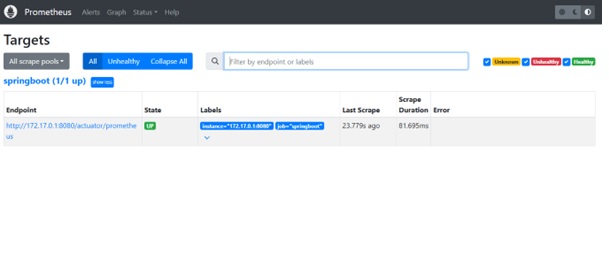 Prometheus Alerts Graph Status Help
Targets
All scrape pools All Unhealthy Collapse All Filter by endpoint or labels Unknown Unhealthy Healthy
springboot (1/1 up) show less
Endpoint State Labels Last Scrape Scrape Duration Error
http://172.17.0.1:8080/actuator/promethe
us
UP
instance="172.17.0.1:8080" job="springboot"
23.779s ago
81.695ms